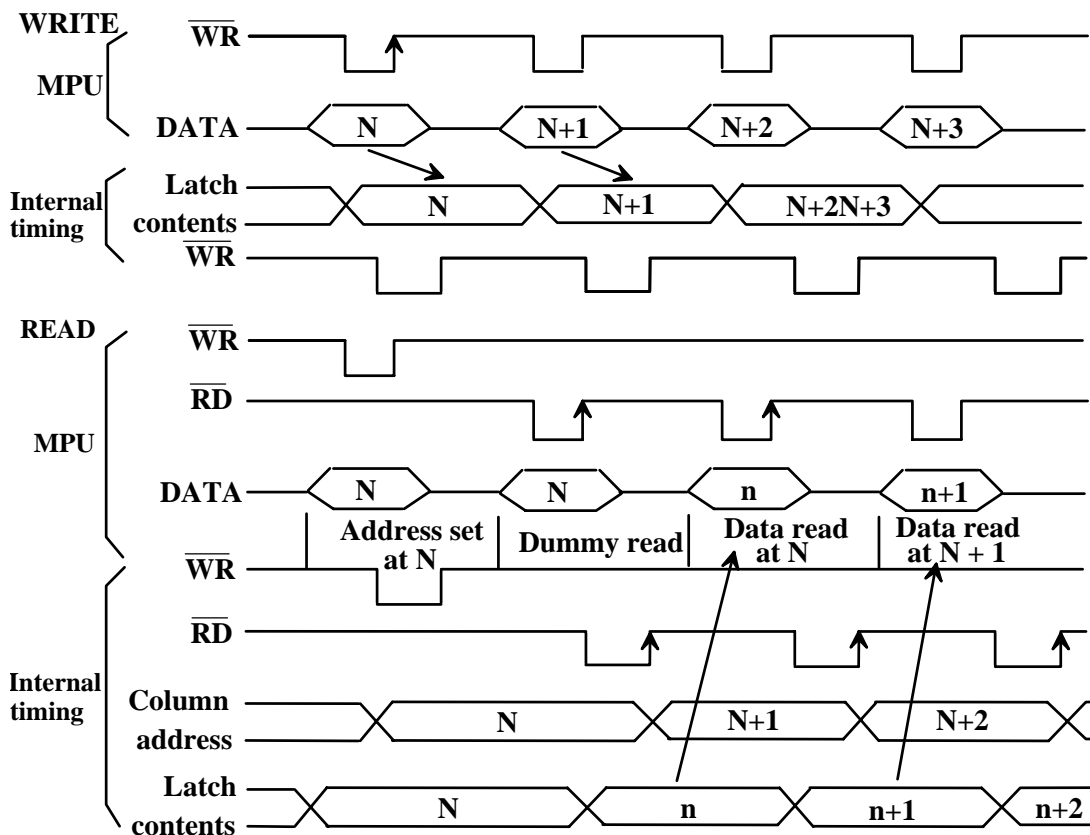 WRITE
WR
MPU
DATA
N
N+1
N+2
N+3
Internal
timing
Latch
contents
N
N+1
N+2N+3
WR
READ
WR
RD
MPU
DATA
N
N
n
n+1
Address set
at N
Dummy read
Data read
at N
Data read
at N + 1
WR
RD
Internal
timing
Column
address
N
N+1
N+2
Latch
contents
N
n
n+1
n+2